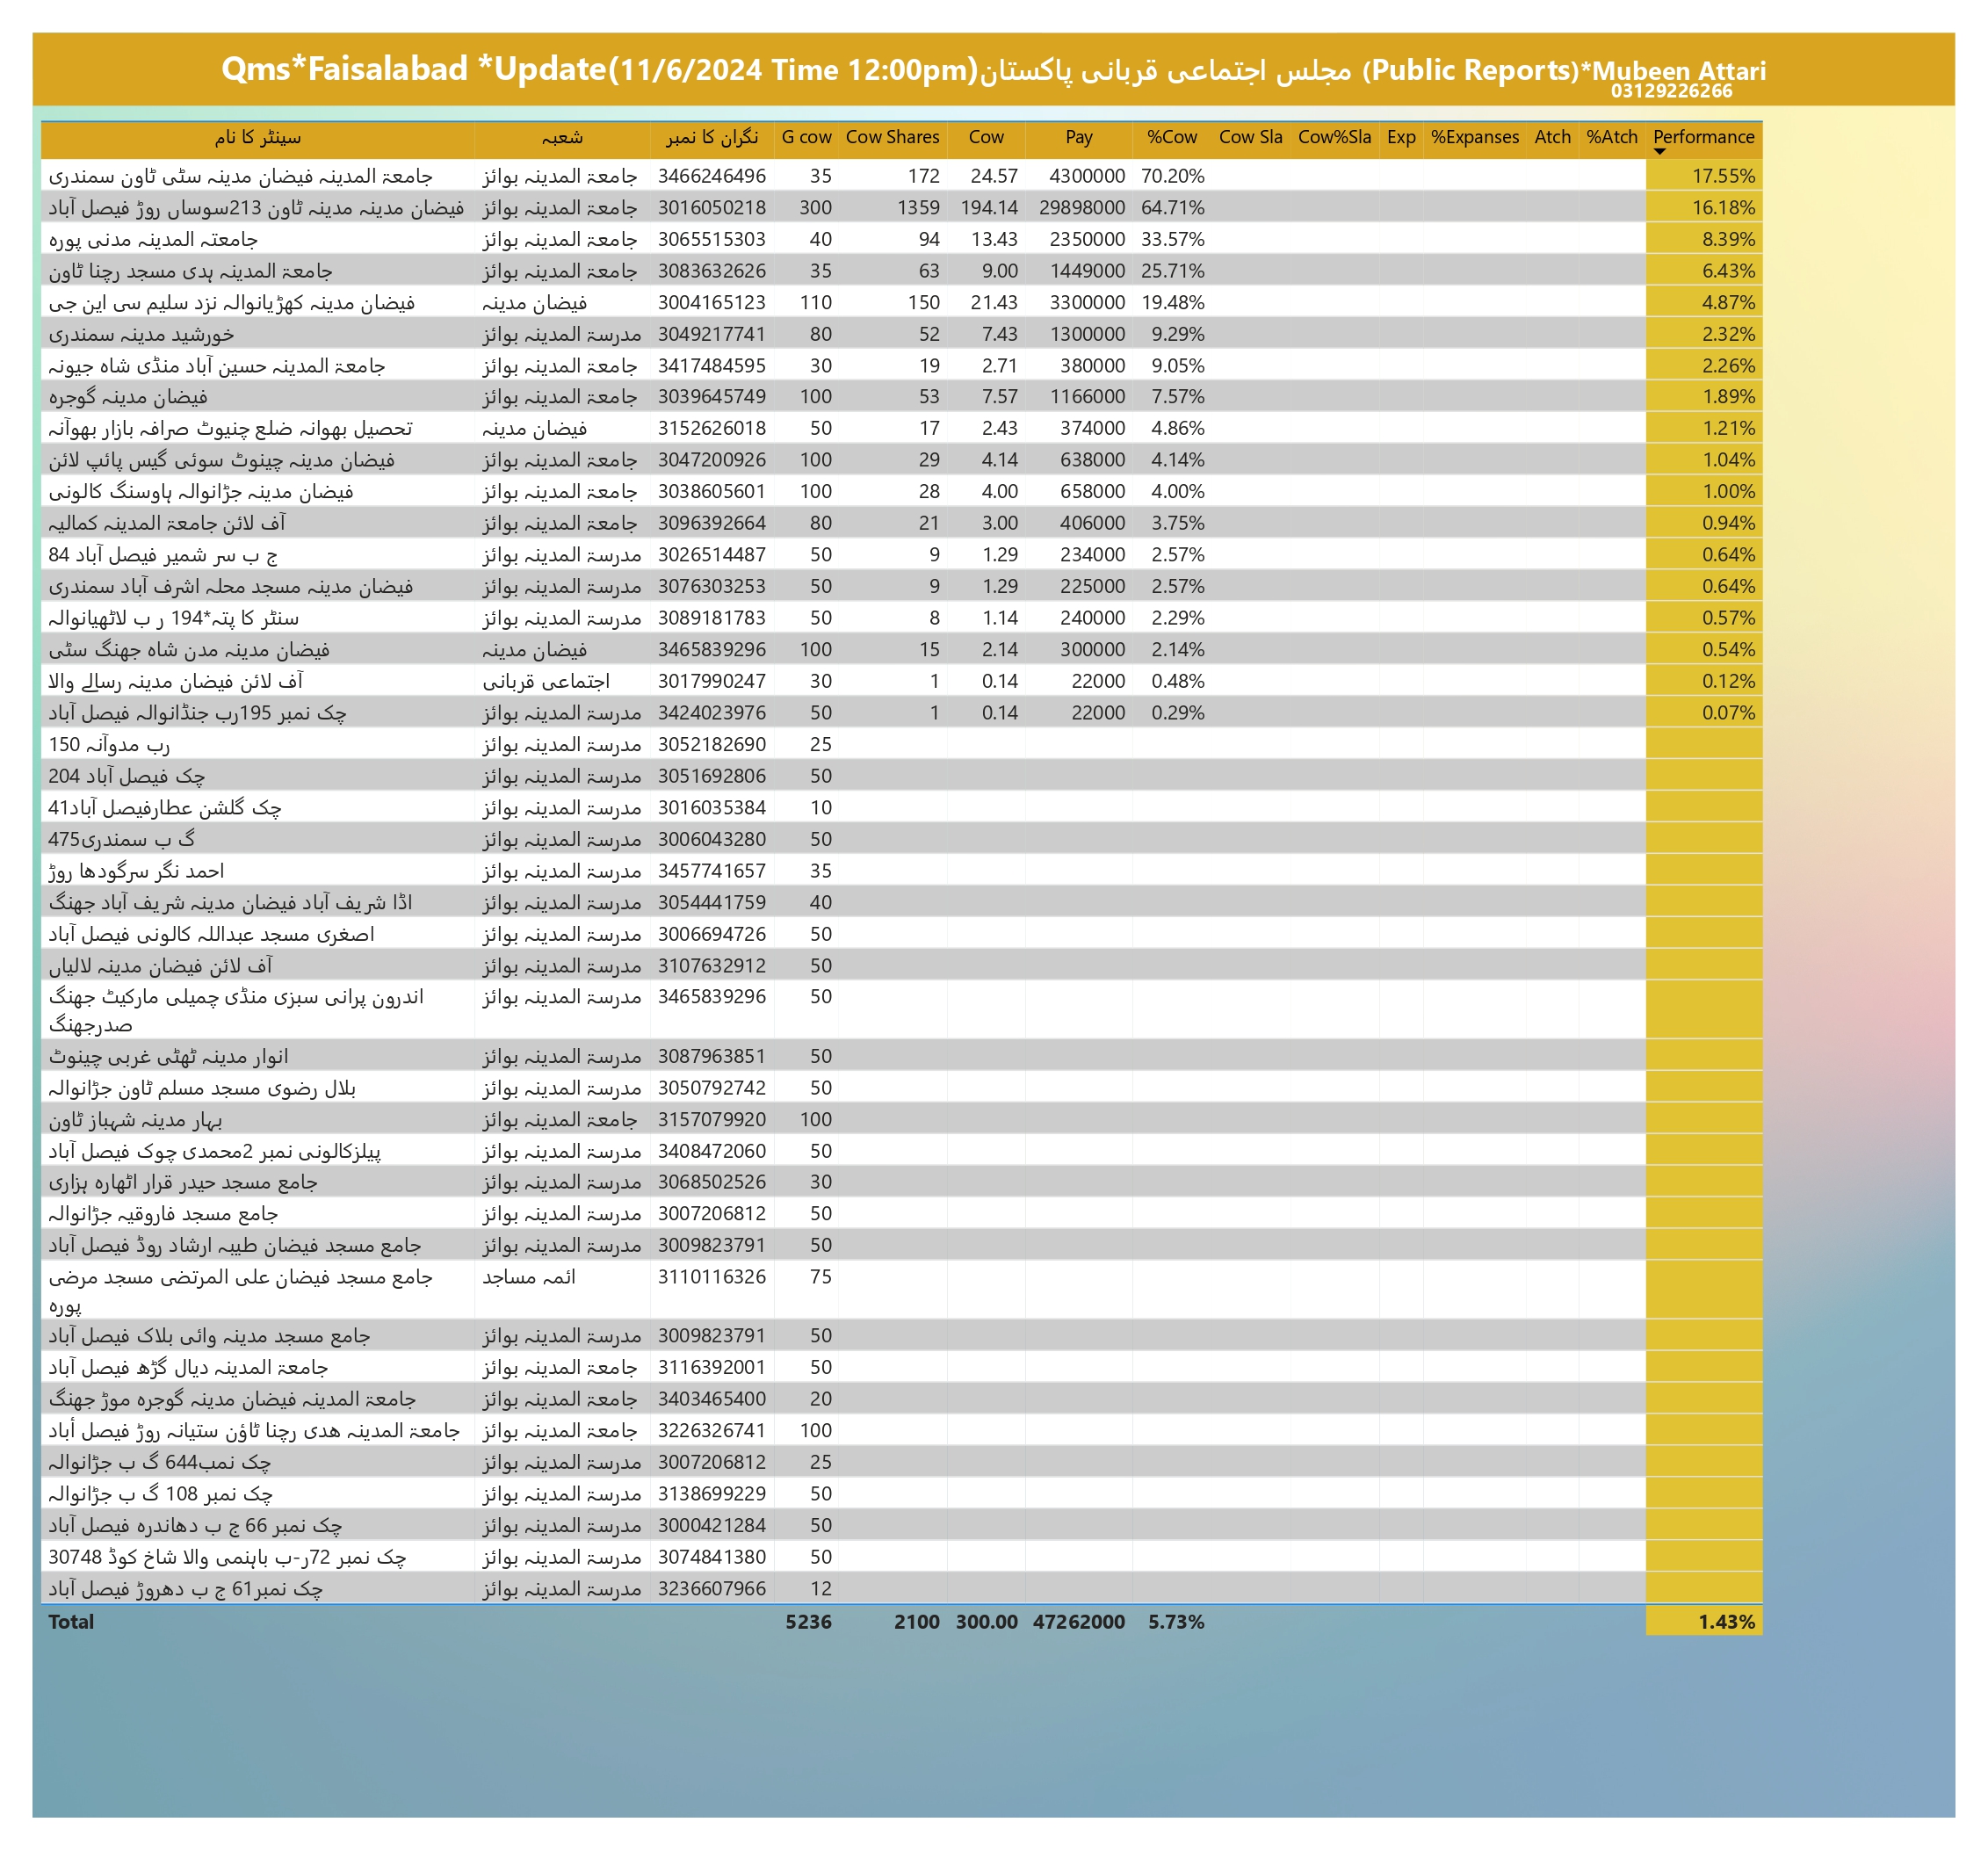 Qms*Faisalabad *Update(11/6/2024 Time 12:00pm)مجلس اجتماعی قربانی پاکستان (Public Reports)*Mubeen Attari
03129226266
سینٹر کا نام شعبہ نگران کا نمبر G cow Cow Shares Cow Pay %Cow Cow Sla Cow%Sla Exp %Expanses Atch %Atch Performance
جامعۃ المدینہ فیضان مدینہ سٹی ٹاون سمندری جامعۃ المدینہ بوائز 3466246496 35 172 24.57 4300000 70.20% 17.55%
فیضان مدینہ مدینہ ٹاون 213سوساں روڑ فیصل آباد جامعۃ المدینہ بوائز 3016050218 300 1359 194.14 29898000 64.71% 16.18%
جامعتہ المدینہ مدنی پورہ جامعۃ المدینہ بوائز 3065515303 40 94 13.43 2350000 33.57% 8.39%
جامعۃ المدینہ ہدی مسجد رچنا ٹاون جامعۃ المدینہ بوائز 3083632626 35 63 9.00 1449000 25.71% 6.43%
فیضان مدینہ کھڑیانوالہ نزد سلیم سی این جی فیضان مدینہ 3004165123 110 150 21.43 3300000 19.48% 4.87%
خورشید مدینہ سمندری مدرسۃ المدینہ بوائز 3049217741 80 52 7.43 1300000 9.29% 2.32%
جامعۃ المدینہ حسین آباد منڈی شاہ جیونہ جامعۃ المدینہ بوائز 3417484595 30 19 2.71 380000 9.05% 2.26%
فیضان مدینہ گوجرہ جامعۃ المدینہ بوائز 3039645749 100 53 7.57 1166000 7.57% 1.89%
تحصیل بھوانہ ضلع چنیوٹ صرافہ بازار بھوآنہ فیضان مدینہ 3152626018 50 17 2.43 374000 4.86% 1.21%
فیضان مدینہ چینوٹ سوئی گیس پائپ لائن جامعۃ المدینہ بوائز 3047200926 100 29 4.14 638000 4.14% 1.04%
فیضان مدینہ جڑانوالہ ہاوسنگ کالونی جامعۃ المدینہ بوائز 3038605601 100 28 4.00 658000 4.00% 1.00%
آف لائن جامعۃ المدینہ کمالیہ جامعۃ المدینہ بوائز 3096392664 80 21 3.00 406000 3.75% 0.94%
84 ج ب سر شمیر فیصل آباد مدرسۃ المدینہ بوائز 3026514487 50 9 1.29 234000 2.57% 0.64%
فیضان مدینہ مسجد محلہ اشرف آباد سمندری مدرسۃ المدینہ بوائز 3076303253 50 9 1.29 225000 2.57% 0.64%
سنٹر کا پتہ*194 ر ب لاٹھیانوالہ مدرسۃ المدینہ بوائز 3089181783 50 8 1.14 240000 2.29% 0.57%
فیضان مدینہ مدن شاہ جھنگ سٹی فیضان مدینہ 3465839296 100 15 2.14 300000 2.14% 0.54%
آف لائن فیضان مدینہ رسالے والا اجتماعی قربانی 3017990247 30 1 0.14 22000 0.48% 0.12%
چک نمبر 195رب جنڈانوالہ فیصل آباد مدرسۃ المدینہ بوائز 3424023976 50 1 0.14 22000 0.29% 0.07%
150 رب مدوآنہ مدرسۃ المدینہ بوائز 3052182690 25
204 چک فیصل آباد مدرسۃ المدینہ بوائز 3051692806 50
41چک گلشن عطارفیصل آباد مدرسۃ المدینہ بوائز 3016035384 10
475گ ب سمندری مدرسۃ المدینہ بوائز 3006043280 50
احمد نگر سرگودھا روڑ مدرسۃ المدینہ بوائز 3457741657 35
اڈا شریف آباد فیضان مدینہ شریف آباد جھنگ مدرسۃ المدینہ بوائز 3054441759 40
اصغری مسجد عبداللہ کالونی فیصل آباد مدرسۃ المدینہ بوائز 3006694726 50
آف لائن فیضان مدینہ لالیاں مدرسۃ المدینہ بوائز 3107632912 50
اندرون پرانی سبزی منڈی چمیلی مارکیٹ جھنگ مدرسۃ المدینہ بوائز 3465839296 50
صدرجھنگ
انوار مدینہ ٹھٹی غربی چینوٹ مدرسۃ المدینہ بوائز 3087963851 50
بلال رضوی مسجد مسلم ٹاون جڑانوالہ مدرسۃ المدینہ بوائز 3050792742 50
بہار مدینہ شہباز ٹاون جامعۃ المدینہ بوائز 3157079920 100
پیلزکالونی نمبر 2محمدی چوک فیصل آباد مدرسۃ المدینہ بوائز 3408472060 50
جامع مسجد حیدر قرار اٹھارہ ہزاری مدرسۃ المدینہ بوائز 3068502526 30
جامع مسجد فاروقیہ جڑانوالہ مدرسۃ المدینہ بوائز 3007206812 50
جامع مسجد فیضان طیبہ ارشاد روڈ فیصل آباد مدرسۃ المدینہ بوائز 3009823791 50
جامع مسجد فیضان علی المرتضی مسجد مرضی ائمہ مساجد 3110116326 75
پورہ
جامع مسجد مدینہ وائی بلاک فیصل آباد مدرسۃ المدینہ بوائز 3009823791 50
جامعۃ المدینہ دیال گڑھ فیصل آباد جامعۃ المدینہ بوائز 3116392001 50
جامعۃ المدینہ فیضان مدینہ گوجرہ موڑ جھنگ جامعۃ المدینہ بوائز 3403465400 20
جامعۃ المدینہ ھدی رچنا ٹاؤن ستیانہ روڑ فیصل أباد جامعۃ المدینہ بوائز 3226326741 100
چک نمب644 گ ب جڑانوالہ مدرسۃ المدینہ بوائز 3007206812 25
چک نمبر 108 گ ب جڑانوالہ مدرسۃ المدینہ بوائز 3138699229 50
چک نمبر 66 ج ب دھاندرہ فیصل آباد مدرسۃ المدینہ بوائز 3000421284 50
چک نمبر 72ر-ب باہنمی والا شاخ کوڈ 30748 مدرسۃ المدینہ بوائز 3074841380 50
چک نمبر61 ج ب دھروڑ فیصل آباد مدرسۃ المدینہ بوائز 3236607966 12
Total 5236 2100 300.00 47262000 5.73% 1.43%